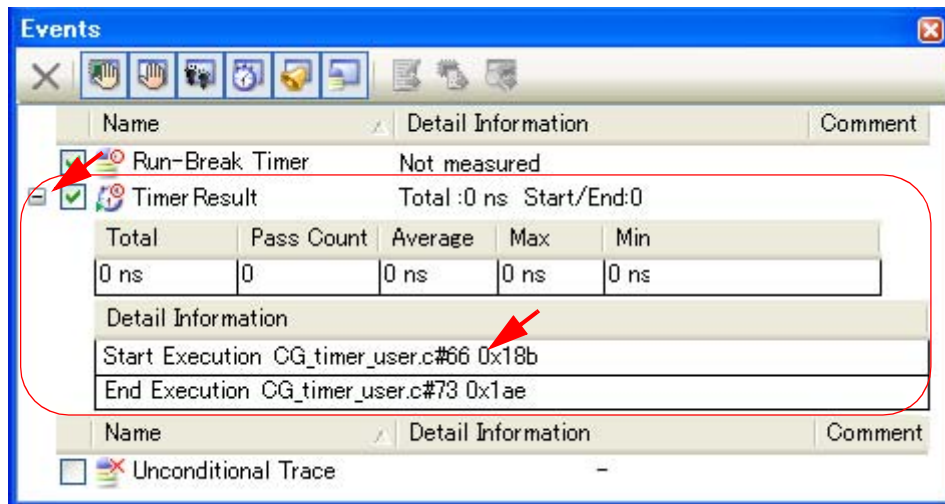 Events
Name Detail Information Comment
Run-Break Timer Not measured
Timer Result Total :0 ns Start/End:0
Total Pass Count Average Max Min
0 ns 0 0 ns 0 ns 0 ns
Detail Information
Start Execution CG_timer_user.c#66 0x18b
End Execution CG_timer_user.c#73 0x1ae
Name Detail Information Comment
Unconditional Trace -